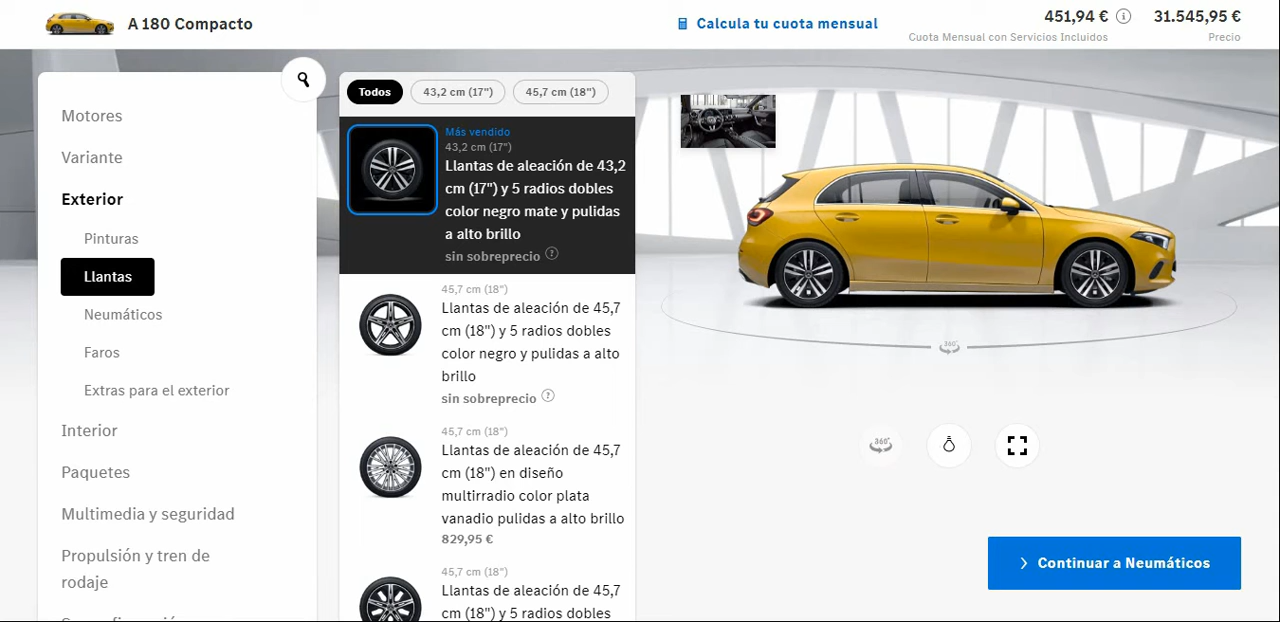 A 180 Compacto
Calcula tu cuota mensual
451,94 €
31.545,95 €
Cuota Mensual con Servicios Incluidos
Precio
Motores
Variante
Exterior
Pinturas
Llantas
Neumáticos
Faros
Extras para el exterior
Interior
Paquetes
Multimedia y seguridad
Propulsión y tren de
rodaje
Todos
43,2 cm (17")
45,7 cm (18")
Más vendido
43,2 cm (17")
Llantas de aleación de 43,2
cm (17") y 5 radios dobles
color negro mate y pulidas
a alto brillo
sin sobreprecio
45,7 cm (18")
Llantas de aleación de 45,7
cm (18") y 5 radios dobles
color negro y pulidas a alto
brillo
sin sobreprecio
45,7 cm (18")
Llantas de aleación de 45,7
cm (18") en diseño
multirradio color plata
vanadio pulidas a alto brillo
829,95 €
45,7 cm (18")
Llantas de aleación de 45,7
cm (18") y 5 radios dobles
360°
360°
Continuar a Neumáticos